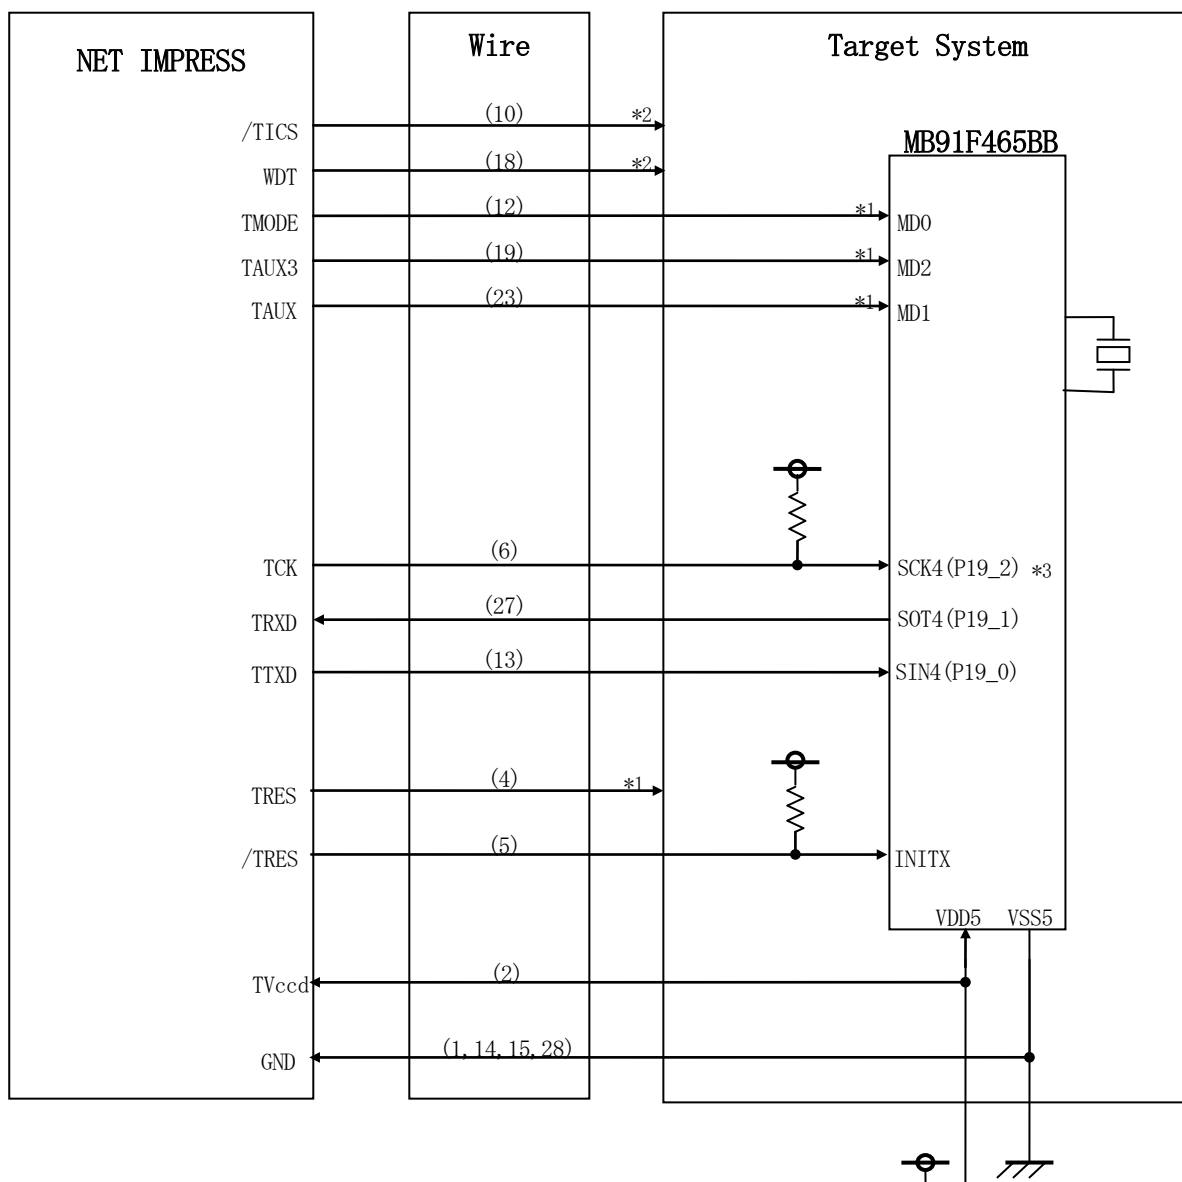 NET IMPRESS
Wire
Target System
/TICS
(10)
*2
MB91F465BB
WDT
(18)
*2
TMODE
(12)
*1
MD0
TAUX3
(19)
*1
MD2
TAUX
(23)
*1
MD1
TCK
(6)
SCK4(P19_2) *3
TRXD
(27)
SOT4(P19_1)
TTXD
(13)
SIN4(P19_0)
TRES
(4)
*1
/TRES
(5)
INITX
VDD5
VSS5
TVccd
(2)
GND
(1,14,15,28)